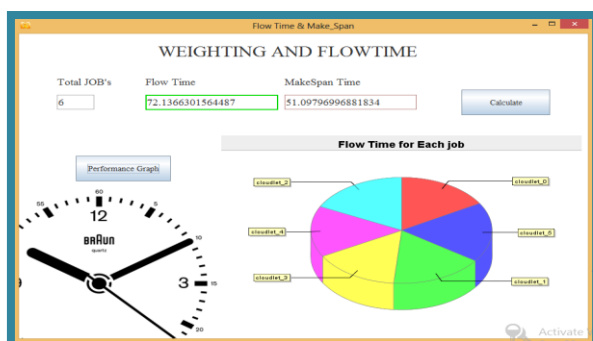 Flow Time & Make_Span
WEIGHTING AND FLOWTIME
Total JOB's
Flow Time
MakeSpan Time
6
72.1366301564487
51.09796996881834
Calculate
Performance Graph
Flow Time for Each job
cloudlet_2
cloudlet_0
cloudlet_4
cloudlet_5
cloudlet_3
cloudlet_1
55
60
5
12
10
BRAUN
quartz
3
15
20
Activate